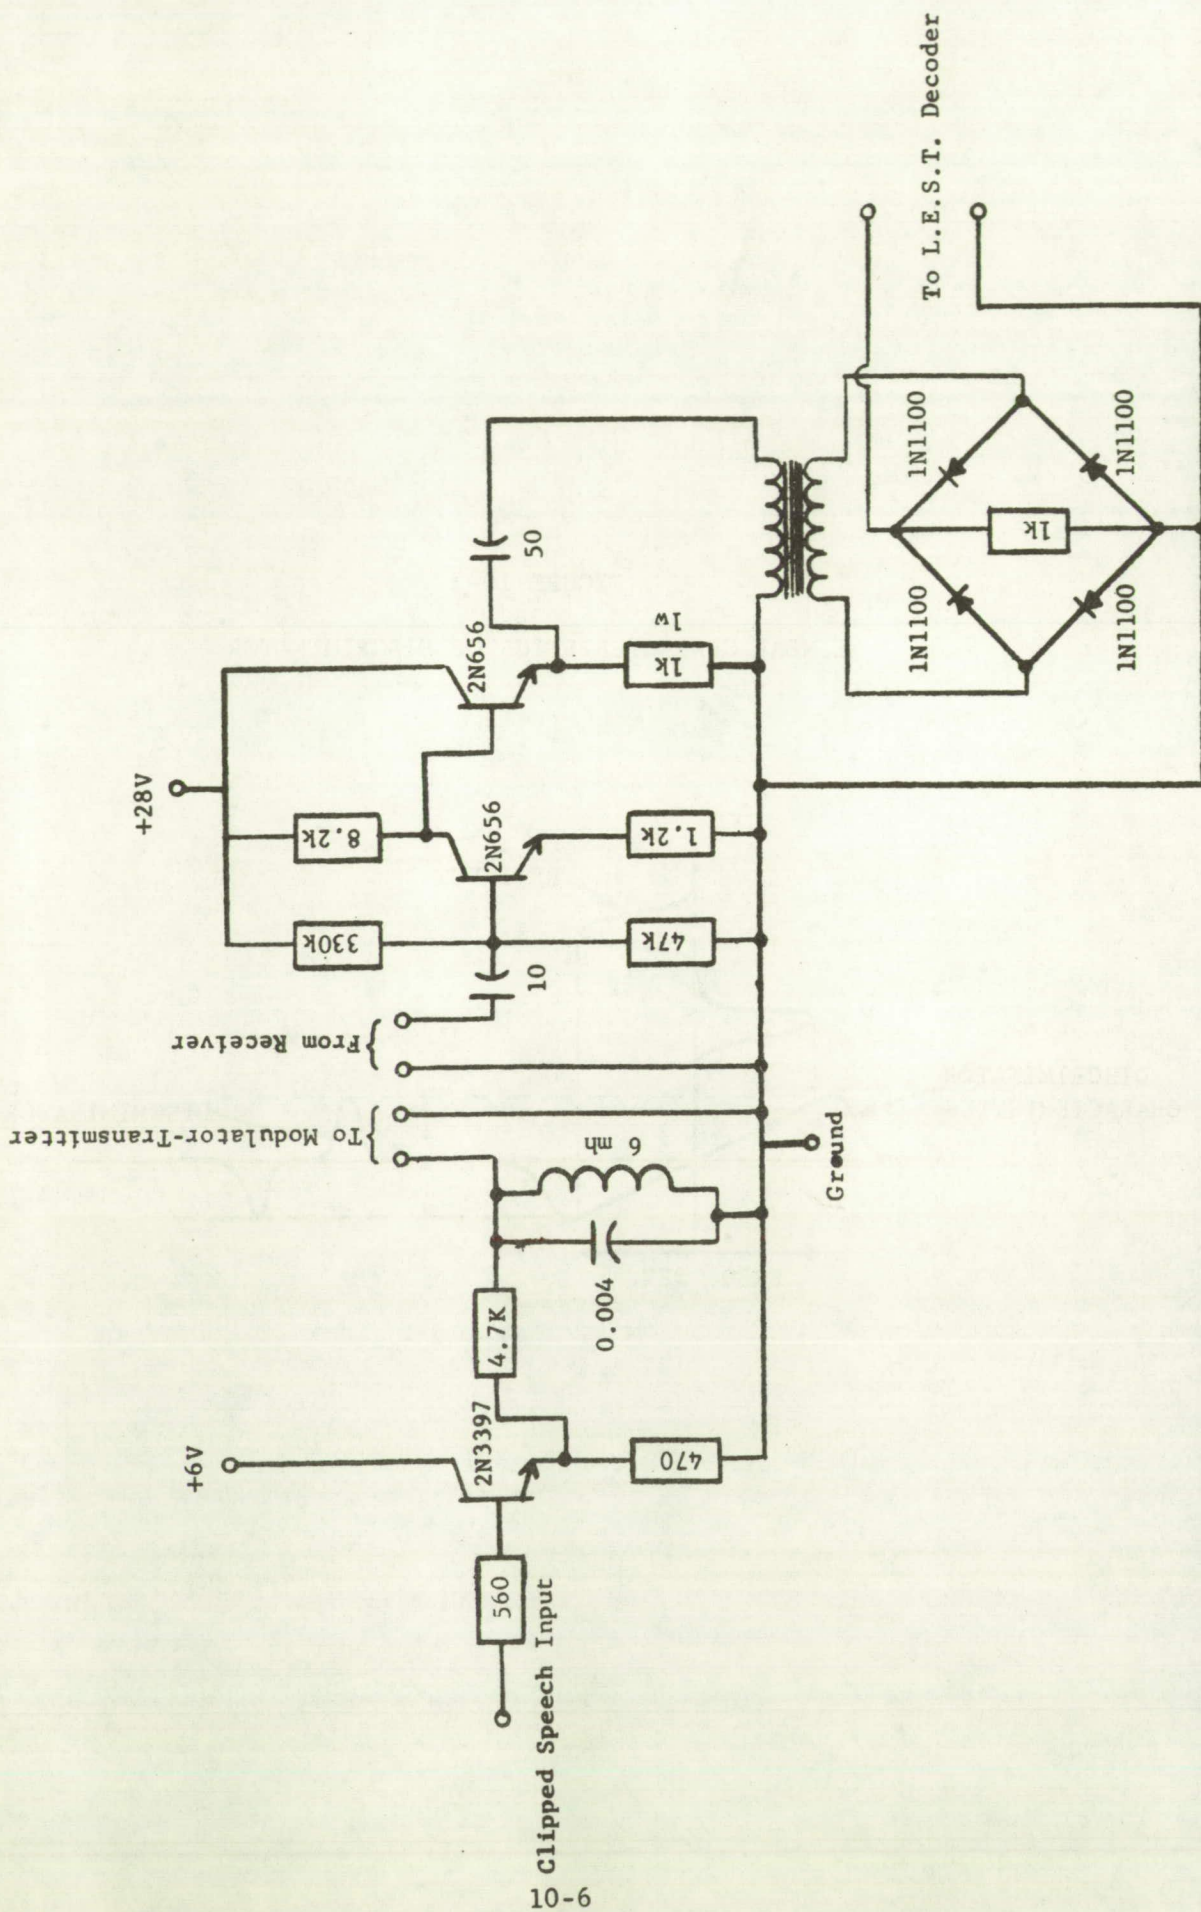 To L.E.S.T. Decoder
1N1100
1N1100
1k
1N1100
1N1100
50
2N656
1k
1w
+28V
8.2k
2N656
1.2k
330k
47k
10
From Receiver
To Modulator-Transmitter
6 mh
Ground
0.004
4.7K
2N3397
+6V
470
560
Clipped Speech Input
10-6